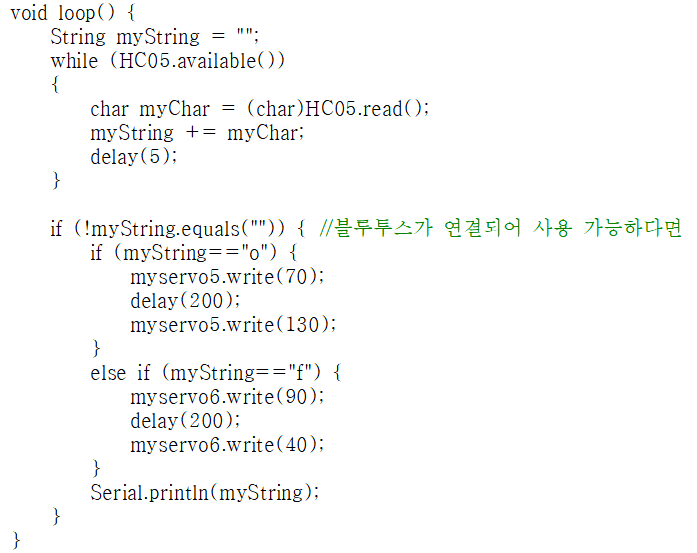 void loop() {
    String myString = "";
    while (HC05.available())
    {
        char myChar = (char)HC05.read();
        myString += myChar;
        delay(5);
    }

    if (!myString.equals("")) { //블루투스가 연결되어 사용 가능하다면
        if (myString=="o") {
            myservo5.write(70);
            delay(200);
            myservo5.write(130);
        }
        else if (myString=="f") {
            myservo6.write(90);
            delay(200);
            myservo6.write(40);
        }
        Serial.println(myString);
    }
}